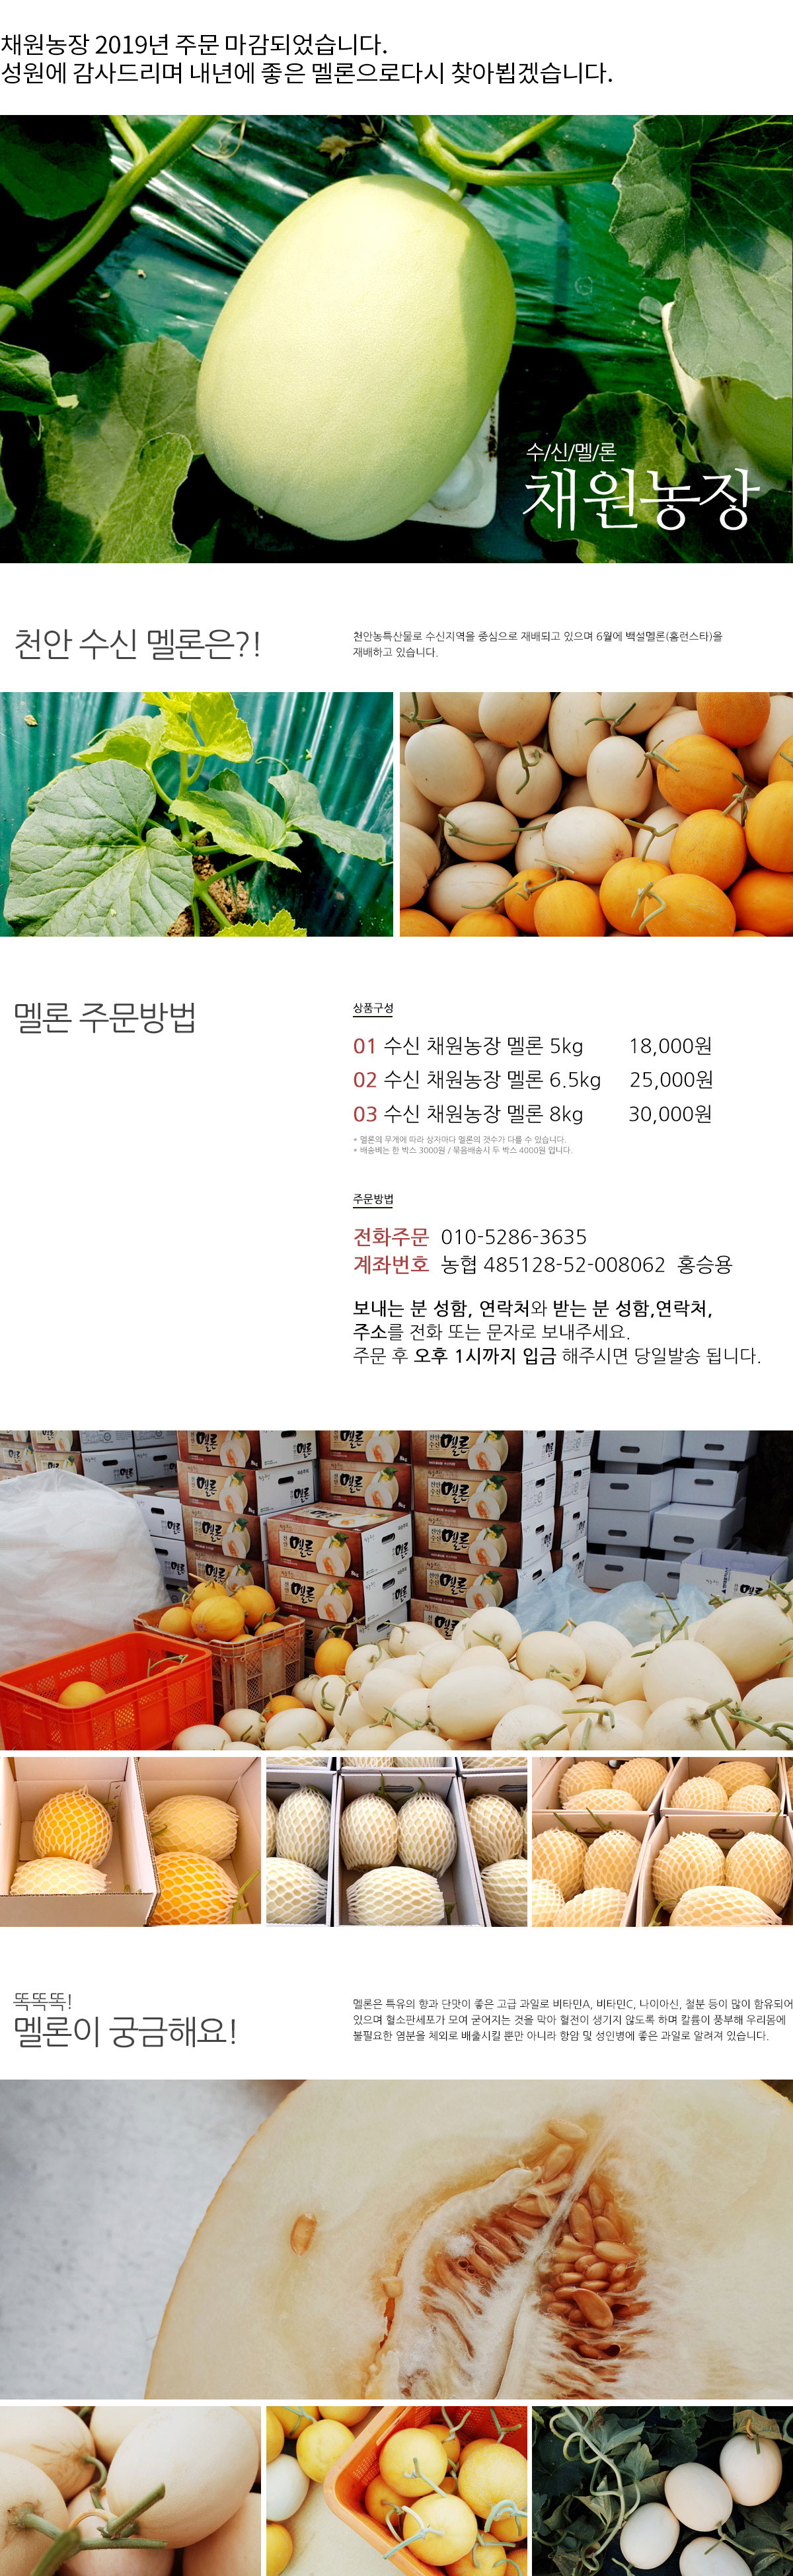 채원농장 2019년 주문 마감되었습니다.
성원에 감사드리며 내년에 좋은 멜론으로다시 찾아뵙겠습니다.
수/신/멜/론
채원농장
천안 수신 멜론은?!
천안농특산물로 수신지역을 중심으로 재배되고 있으며 6월에 백설멜론(홈런스타)을
재배하고 있습니다.
멜론 주문방법
상품구성
01 수신 채원농장 멜론 5kg 18,000원
02 수신 채원농장 멜론 6.5kg 25,000원
03 수신 채원농장 멜론 8kg 30,000원
* 멜론의 무게에 따라 상자마다 멜론의 갯수가 다를 수 있습니다.
* 배송베는 한 박스 3000원 / 묶음배송시 두 박스 4000원 입니다.
주문방법
전화주문 010-5286-3635
계좌번호 농협 485128-52-008062 홍승용
보내는 분 성함, 연락처와 받는 분 성함,연락처,
주소를 전화 또는 문자로 보내주세요.
주문 후 오후 1시까지 입금 해주시면 당일발송 됩니다.
천안수신 멜론
똑똑똑!
멜론이 궁금해요!
멜론은 특유의 향과 단맛이 좋은 고급 과일로 비타민A, 비타민C, 나이아신, 철분 등이 많이 함유되어
있으며 혈소판세포가 모여 굳어지는 것을 막아 혈전이 생기지 않도록 하며 칼륨이 풍부해 우리몸에
불필요한 염분을 체외로 배출시킬 뿐만 아니라 항암 및 성인병에 좋은 과일로 알려져 있습니다.